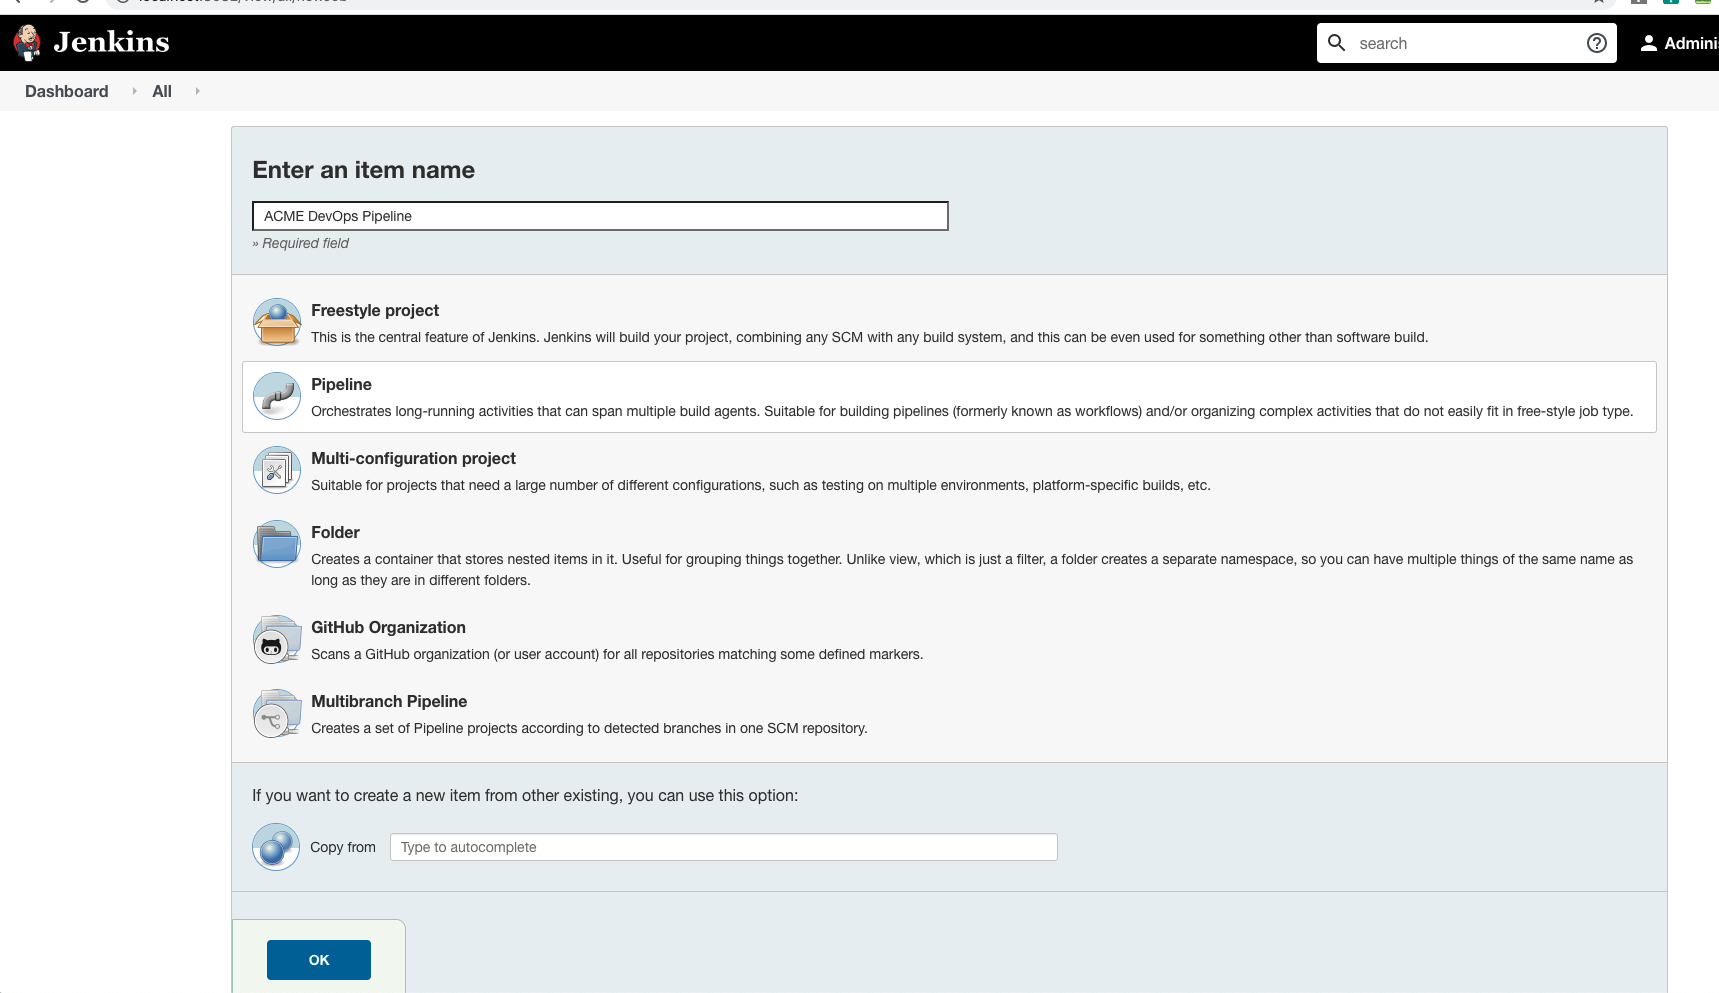 Jenkins
search
Admini
Dashboard
All
Enter an item name
ACME DevOps Pipeline
» Required field
Freestyle project
This is the central feature of Jenkins. Jenkins will build your project, combining any SCM with any build system, and this can be even used for something other than software build.
Pipeline
Orchestrates long-running activities that can span multiple build agents. Suitable for building pipelines (formerly known as workflows) and/or organizing complex activities that do not easily fit in free-style job type.
Multi-configuration project
Suitable for projects that need a large number of different configurations, such as testing on multiple environments, platform-specific builds, etc.
Folder
Creates a container that stores nested items in it. Useful for grouping things together. Unlike view, which is just a filter, a folder creates a separate namespace, so you can have multiple things of the same name as
long as they are in different folders.
GitHub Organization
Scans a GitHub organization (or user account) for all repositories matching some defined markers.
Multibranch Pipeline
Creates a set of Pipeline projects according to detected branches in one SCM repository.
If you want to create a new item from other existing, you can use this option:
Copy from
Type to autocomplete
OK